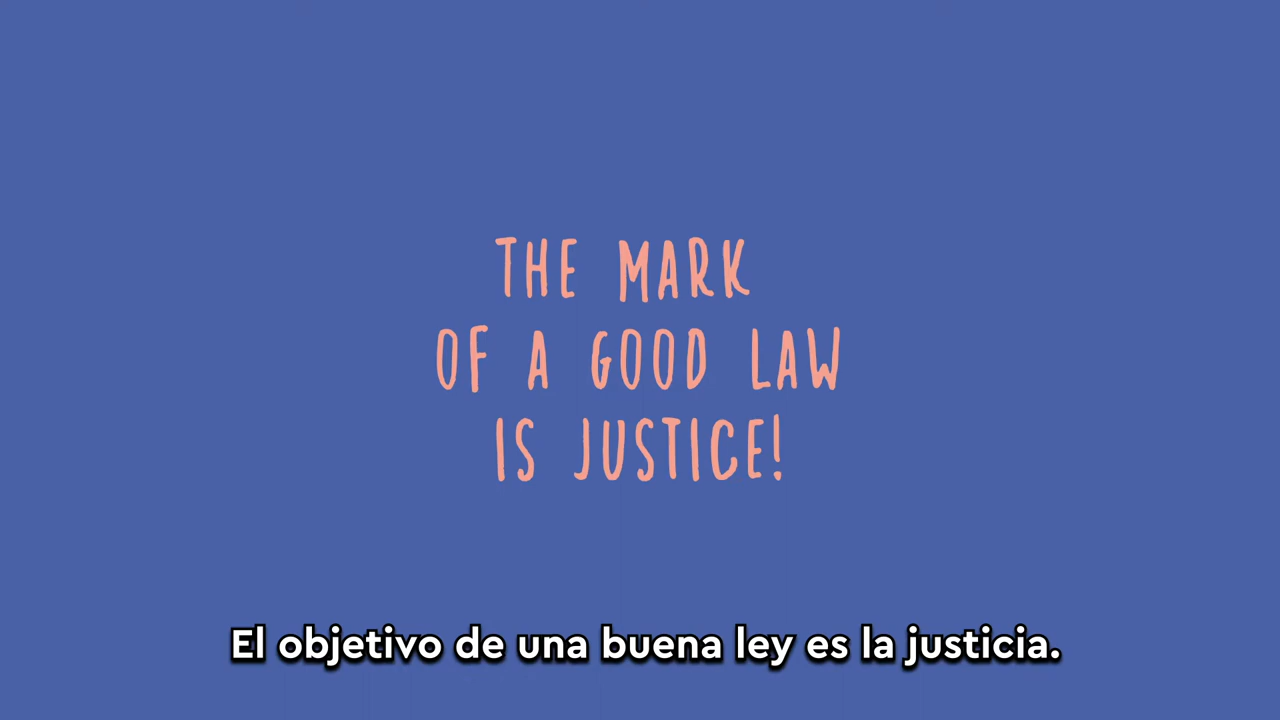 THE MARK
OF A GOOD LAW
IS JUSTICE!
El objetivo de una buena ley es la justicia.